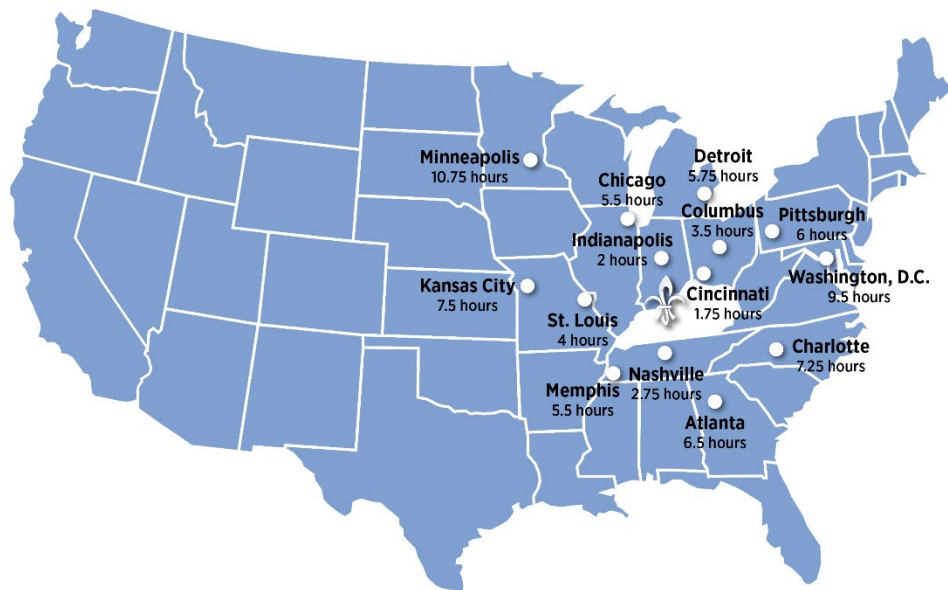 Minneapolis
10.75 hours
Detroit
5.75 hours
Chicago
5.5 hours
Columbus
3.5 hours
Pittsburgh
6 hours
Indianapolis
2 hours
Washington, D.C.
9.5 hours
Kansas City
7.5 hours
Cincinnati
1.75 hours
St. Louis
4 hours
Charlotte
7.25 hours
Nashville
2.75 hours
Memphis
5.5 hours
Atlanta
6.5 hours